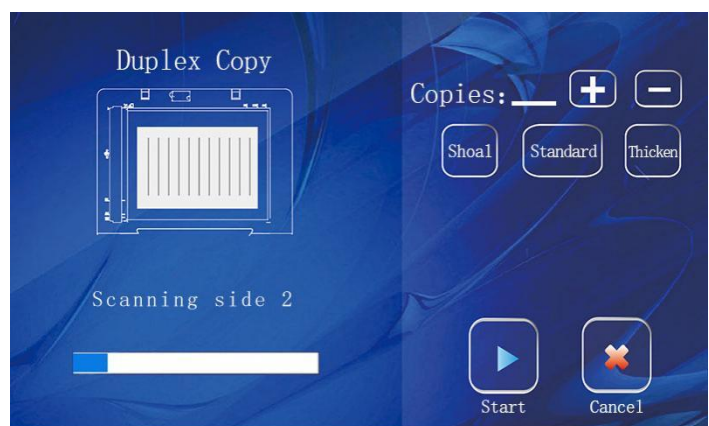 Duplex Copy
Scanning side 2
Copies:
Shoal
Standard
Thicken
Start
Cancel